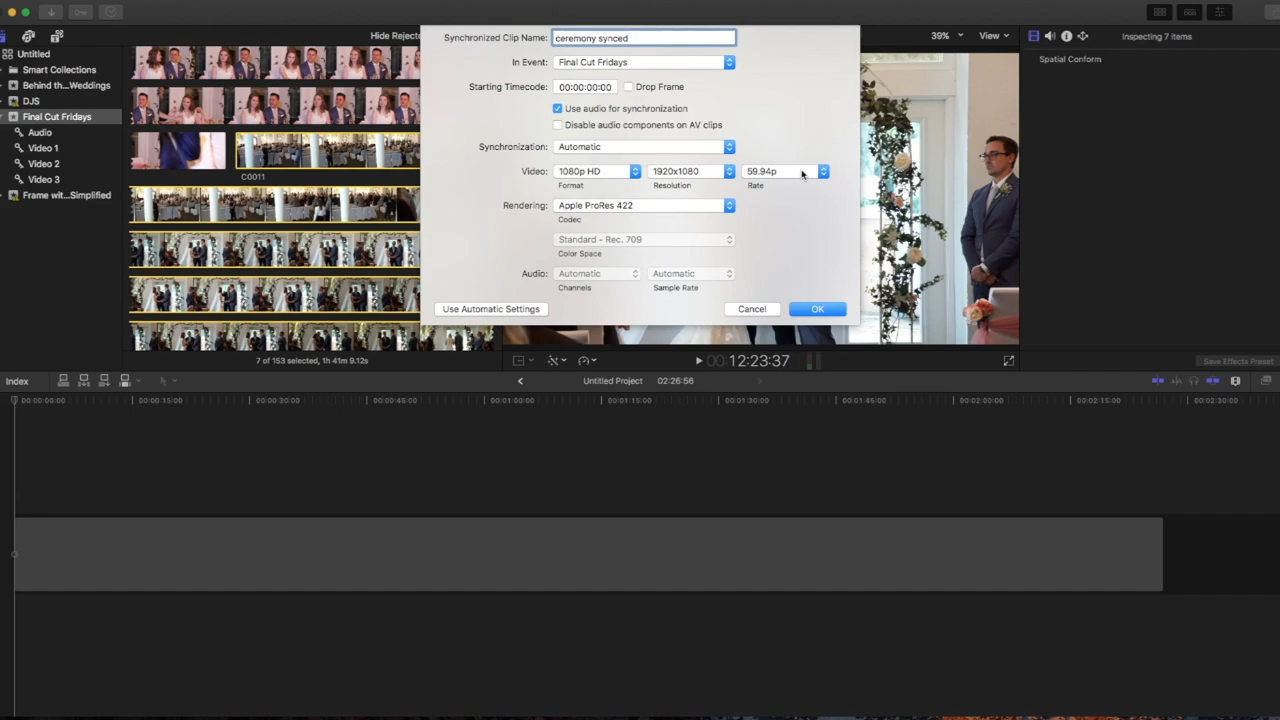 Hide Rejecte
39%
View
Inspecting 7 items
Untitled
Smart Collections
Behind th...Weddings
DJS
Final Cut Fridays
Audio
Video 1
Video 2
Video 3
Frame wit...Simplified
C0011
7 of 153 selected, 1h 41m 9.12s
Synchronized Clip Name: ceremony synced
In Event: Final Cut Fridays
Starting Timecode: 00:00:00:00 Drop Frame
Use audio for synchronization
Disable audio components on AV clips
Synchronization: Automatic
Video: 1080p HD 1920x1080 59.94p
Format Resolution Rate
Rendering: Apple ProRes 422
Codec
Standard - Rec. 709
Color Space
Audio: Automatic Automatic
Channels Sample Rate
Use Automatic Settings Cancel OK
Spatial Conform
00:12:23:37
Save Effects Preset
Index
Untitled Project 02:26:56
00:00:00:00 00:00:15:00 00:00:30:00 00:00:45:00 00:01:00:00 00:01:15:00 00:01:30:00 00:01:45:00 00:02:00:00 00:02:15:00 00:02:30:00